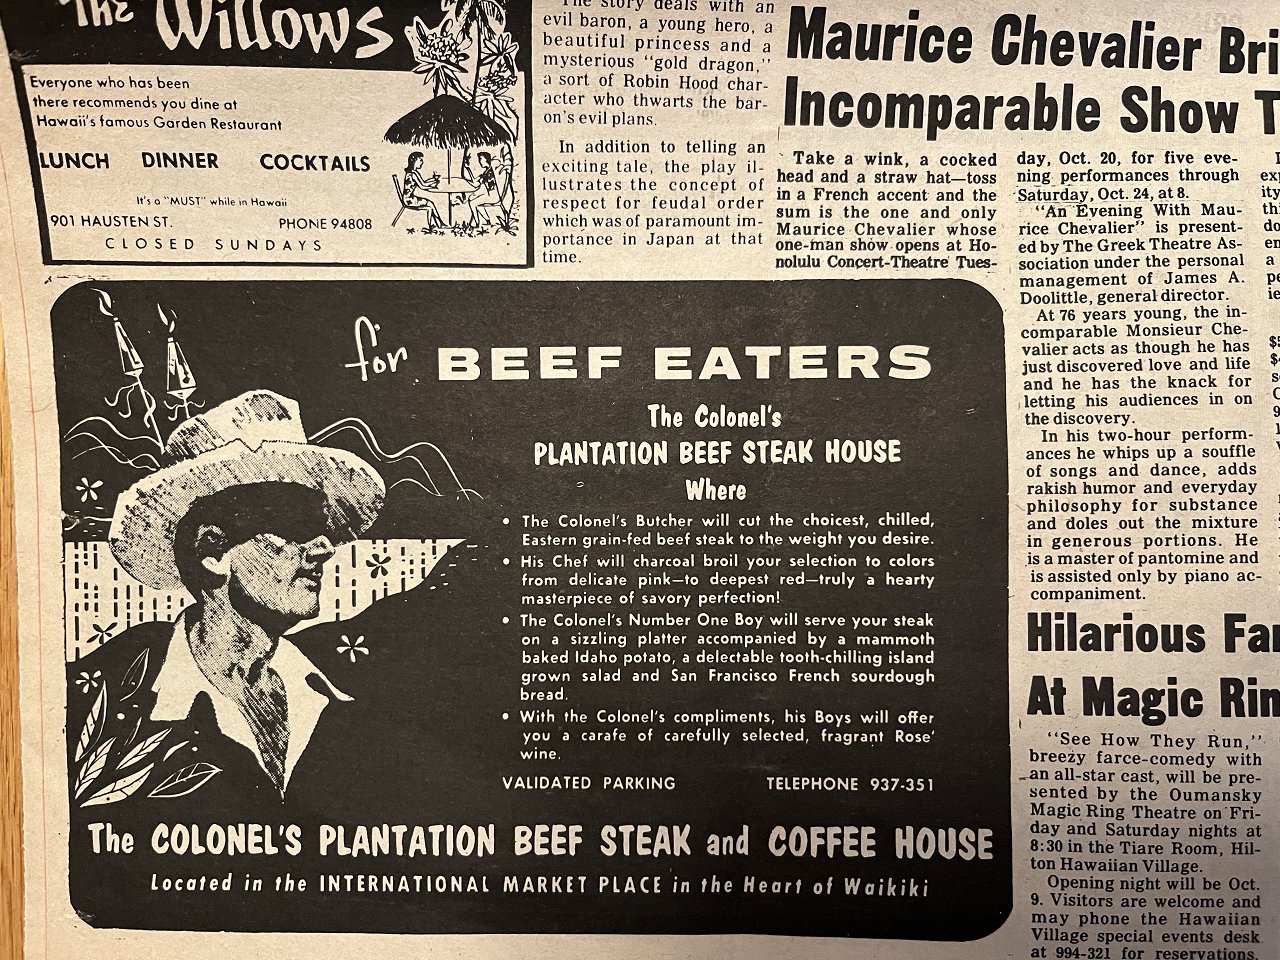 The Willows
Everyone who has been
there recommends you dine at
Hawaii's famous Garden Restaurant
LUNCH DINNER COCKTAILS
It's a "MUST" while in Hawaii
901 HAUSTEN ST. PHONE 94808
CLOSED SUNDAYS
The story deals with an
evil baron, a young hero, a
beautiful princess and a
mysterious "gold dragon,"
a sort of Robin Hood char-
acter who thwarts the bar-
on's evil plans.
In addition to telling an
exciting tale, the play il-
lustrates the concept of
respect for feudal order
which was of paramount im-
portance in Japan at that
time.
Maurice Chevalier Bri
Incomparable Show T
Take a wink, a cocked
head and a straw hat—toss
in a French accent and the
sum is the one and only
Maurice Chevalier whose
one-man show opens at Ho-
nolulu Concert-Theatre Tues-
day, Oct. 20, for five eve-
ning performances through
Saturday, Oct. 24, at 8.
"An Evening With Mau-
rice Chevalier" is present-
ed by The Greek Theatre As-
sociation under the personal
management of James A.
Doolittle, general director.
At 76 years young, the in-
comparable Monsieur Che-
valier acts as though he has
just discovered love and life
and he has the knack for
letting his audiences in on
the discovery.
In his two-hour perform-
ances he whips up a souffle
of songs and dance, adds
rakish humor and everyday
philosophy for substance
and doles out the mixture
in generous portions. He
is a master of pantomine and
is assisted only by piano ac-
companiment.
for BEEF EATERS
The Colonel's
PLANTATION BEEF STEAK HOUSE
Where
• The Colonel's Butcher will cut the choicest, chilled,
Eastern grain-fed beef steak to the weight you desire.
• His Chef will charcoal broil your selection to colors
from delicate pink—to deepest red—truly a hearty
masterpiece of savory perfection!
• The Colonel's Number One Boy will serve your steak
on a sizzling platter accompanied by a mammoth
baked Idaho potato, a delectable tooth-chilling island
grown salad and San Francisco French sourdough
bread.
• With the Colonel's compliments, his Boys will offer
you a carafe of carefully selected, fragrant Rose'
wine.
VALIDATED PARKING TELEPHONE 937-351
The COLONEL'S PLANTATION BEEF STEAK and COFFEE HOUSE
Located in the INTERNATIONAL MARKET PLACE in the Heart of Waikiki
Hilarious Far
At Magic Rin
"See How They Run,"
breezy farce-comedy with
an all-star cast, will be pre-
sented by the Oumansky
Magic Ring Theatre on Fri-
day and Saturday nights at
8:30 in the Tiare Room, Hil-
ton Hawaiian Village.
Opening night will be Oct.
9. Visitors are welcome and
may phone the Hawaiian
Village special events desk
at 994-321 for reservations.